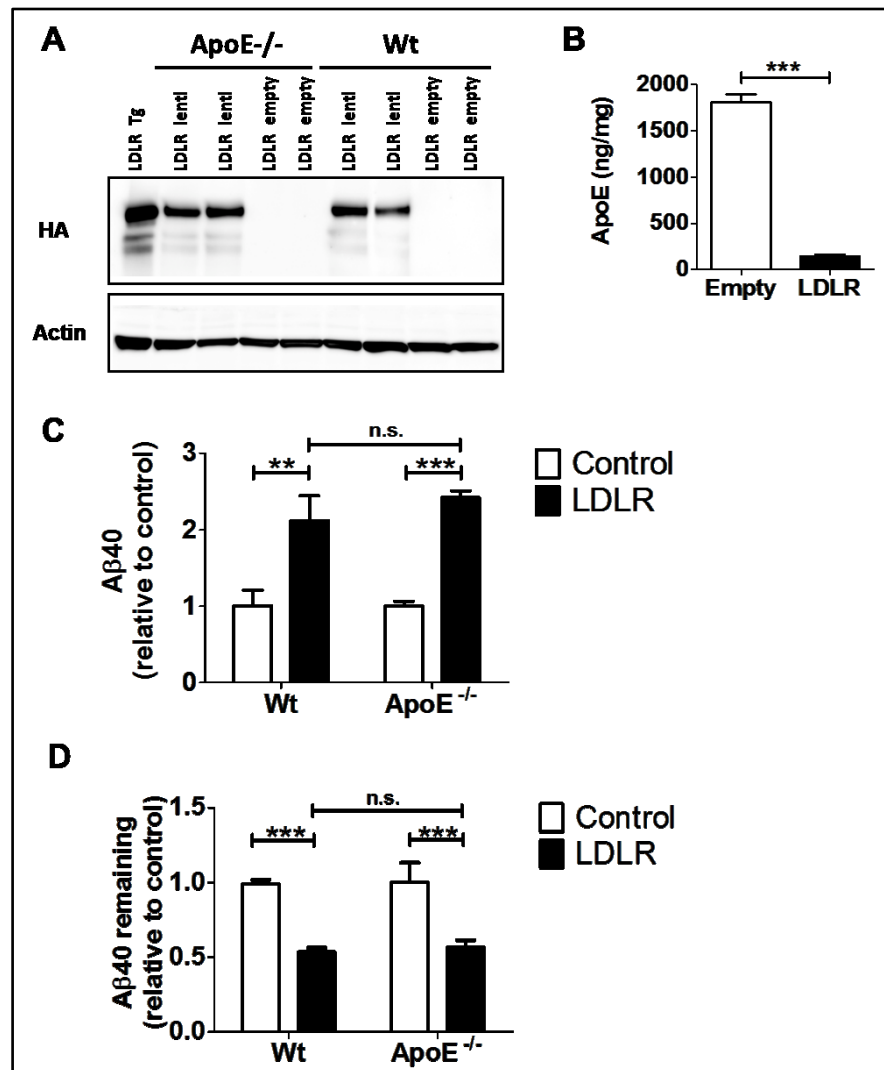 A
ApoE-/-
Wt
LDLR Tg
LDLR lenti
LDLR lenti
LDLR empty
LDLR empty
LDLR lenti
LDLR lenti
LDLR empty
LDLR empty
HA
Actin
B
***
2000
1500
1000
500
0
ApoE (ng/mg)
Empty
LDLR
C
n.s.
**
***
3
2
1
0
Aβ40
(relative to control)
Wt
ApoE -/-
Control
LDLR
D
n.s.
***
***
1.5
1.0
0.5
0.0
Aβ40 remaining
(relative to control)
Wt
ApoE -/-
Control
LDLR